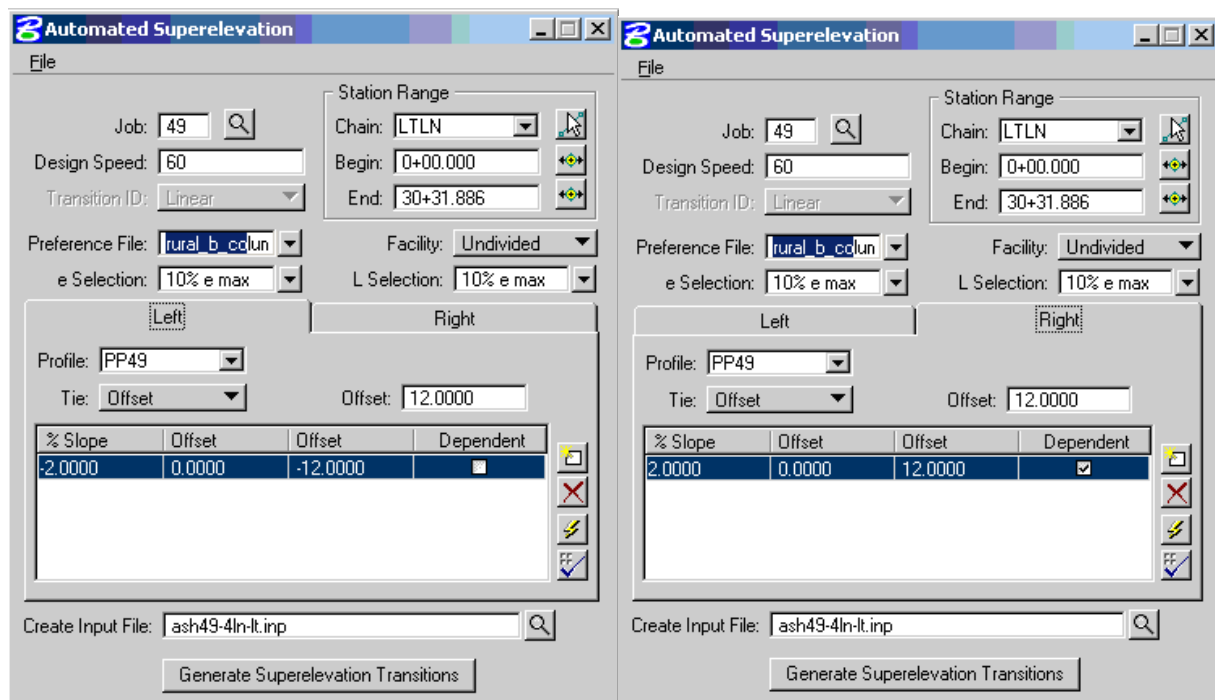 Automated Superelevation
File
Station Range
Job: 49
Chain: LTLN
Design Speed: 60
Begin: 0+00.000
Transition ID: Linear
End: 30+31.886
Preference File: rural_b_colun
Facility: Undivided
e Selection: 10% e max
L Selection: 10% e max
Left
Right
Profile: PP49
Tie: Offset
Offset: 12.0000
% Slope Offset Offset Dependent
-2.0000 0.0000 -12.0000
Create Input File: ash49-4ln-lt.inp
Generate Superelevation Transitions
Automated Superelevation
File
Station Range
Job: 49
Chain: LTLN
Design Speed: 60
Begin: 0+00.000
Transition ID: Linear
End: 30+31.886
Preference File: rural_b_colun
Facility: Undivided
e Selection: 10% e max
L Selection: 10% e max
Left
Right
Profile: PP49
Tie: Offset
Offset: 12.0000
% Slope Offset Offset Dependent
2.0000 0.0000 12.0000
Create Input File: ash49-4ln-lt.inp
Generate Superelevation Transitions